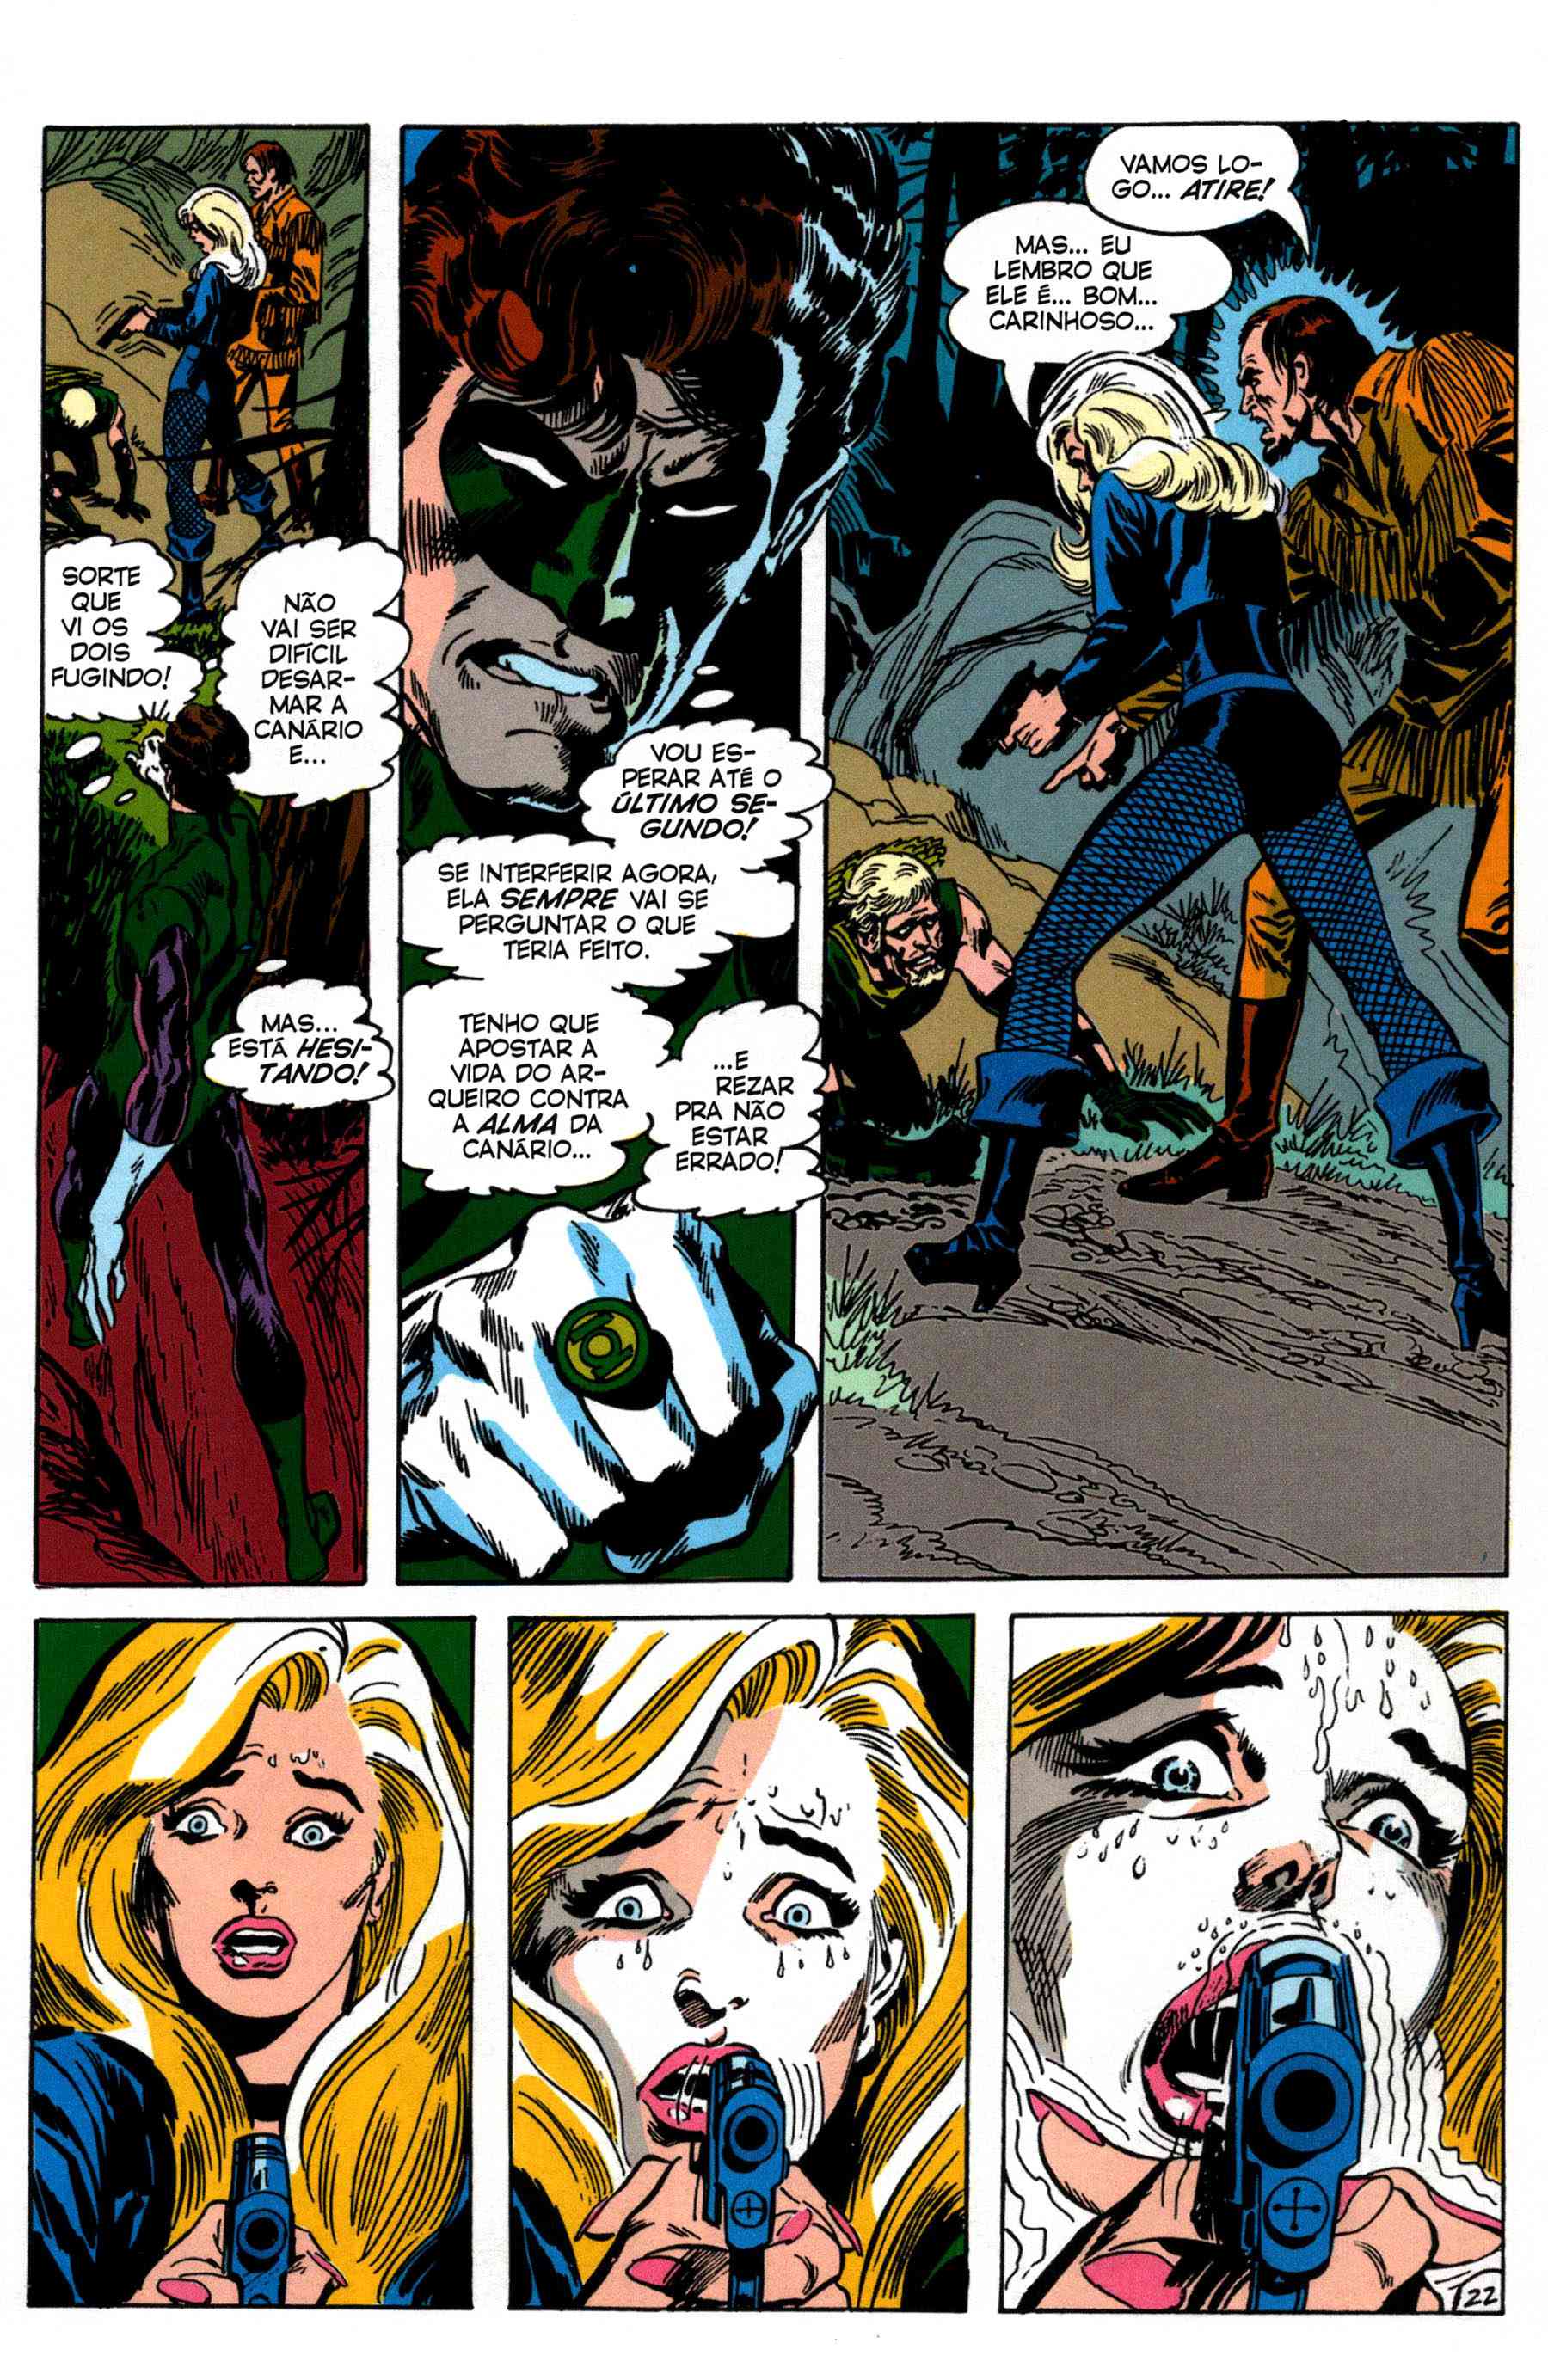 SORTE
QUE
VI OS
DOIS
FUGINDO!
NÃO
VAI SER
DIFÍCIL
DESAR-
MAR A
CANÁRIO
E...
MAS...
ESTÁ HESI-
TANDO!
VOU ES-
PERAR ATÉ O
ÚLTIMO SE-
GUNDO!
SE INTERFERIR AGORA,
ELA SEMPRE VAI SE
PERGUNTAR O QUE
TERIA FEITO.
TENHO QUE
APOSTAR A
VIDA DO AR-
QUEIRO CONTRA
A ALMA DA
CANÁRIO...
...E
REZAR
PRA NÃO
ESTAR
ERRADO!
VAMOS LO-
GO... ATIRE!
MAS... EU
LEMBRO QUE
ELE É... BOM...
CARINHOSO...
22